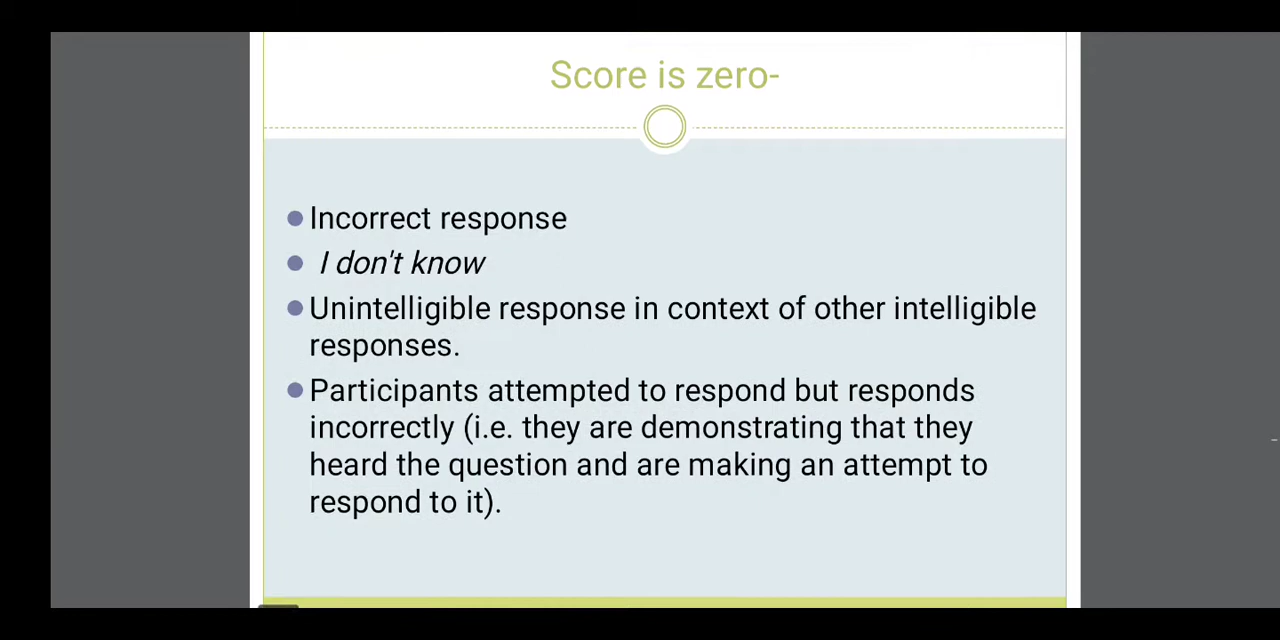 Score is zero-
Incorrect response
I don't know
Unintelligible response in context of other intelligible
responses.
Participants attempted to respond but responds
incorrectly (i.e. they are demonstrating that they
heard the question and are making an attempt to
respond to it).